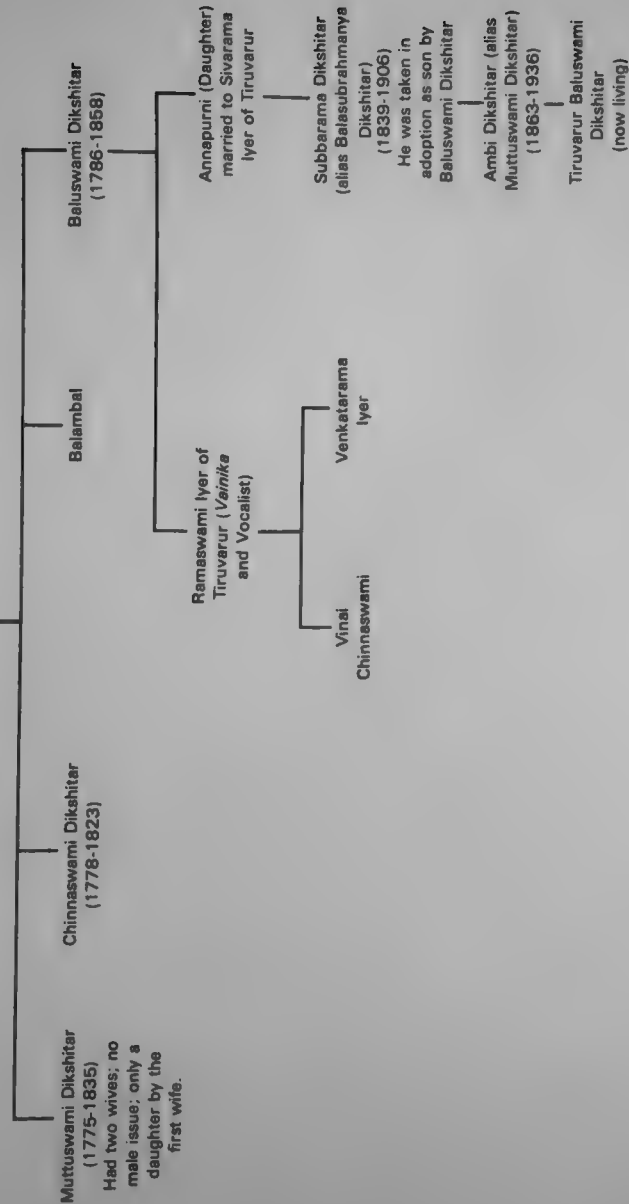 Muttuswami Dikshitar
(1775-1835)
Had two wives; no
male issue; only a
daughter by the
first wife.
Chinnaswami Dikshitar
(1778-1823)
Balambal
Baluswami Dikshitar
(1786-1858)
Ramaswami Iyer of
Tiruvarur (Vainika
and Vocalist)
Annapurni (Daughter)
married to Sivarama
Iyer of Tiruvarur
Vinai
Chinnaswami
Venkatarama
Iyer
Subbarama Dikshitar
(alias Balasubrahmanya
Dikshitar)
(1839-1906)
He was taken in
adoption as son by
Baluswami Dikshitar
Ambi Dikshitar (alias
Muttuswami Dikshitar)
(1863-1936)
Tiruvarur Baluswami
Dikshitar
(now living)